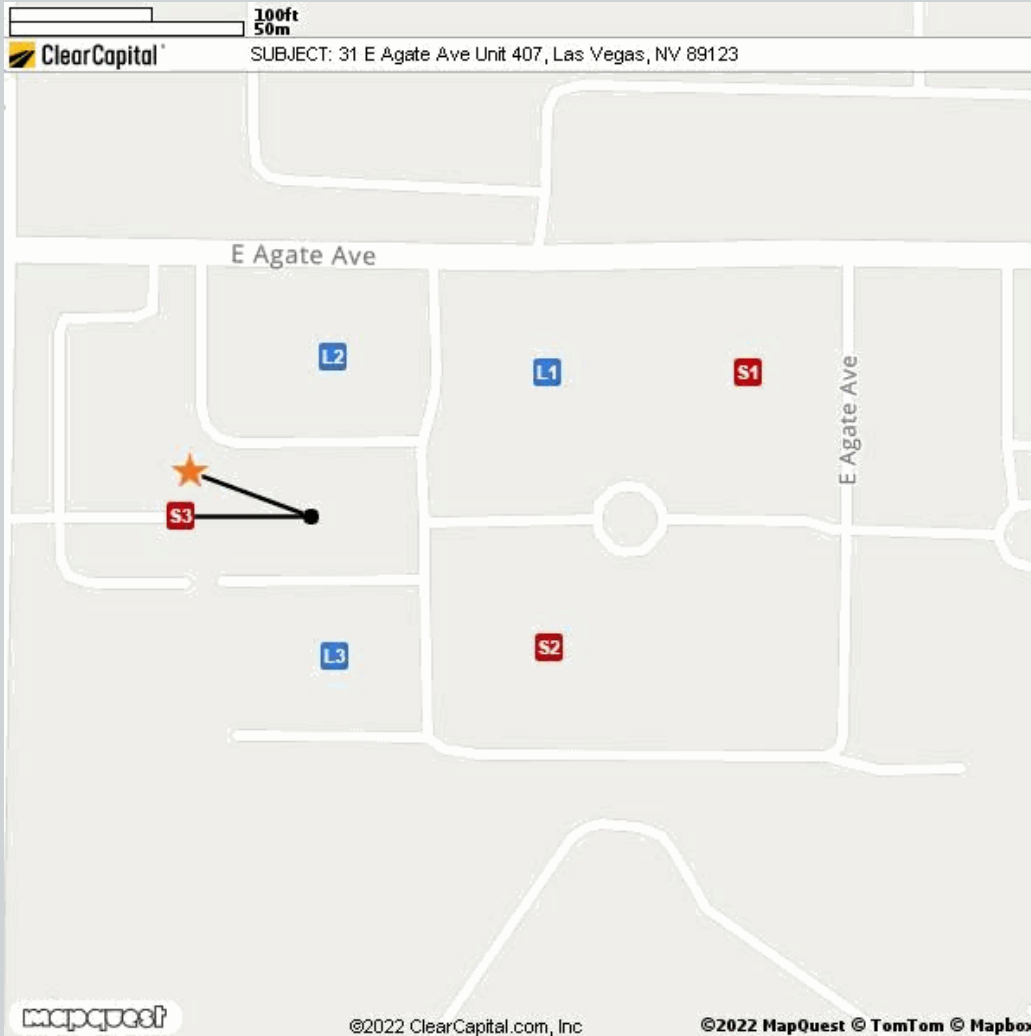 100ft
50m
ClearCapital SUBJECT: 31 E Agate Ave Unit 407, Las Vegas, NV 89123
E Agate Ave
L2
L1
S1
E Agate Ave
S3
L3
S2
mapquest ©2022 ClearCapital.com, Inc ©2022 MapQuest © TomTom © Mapbox